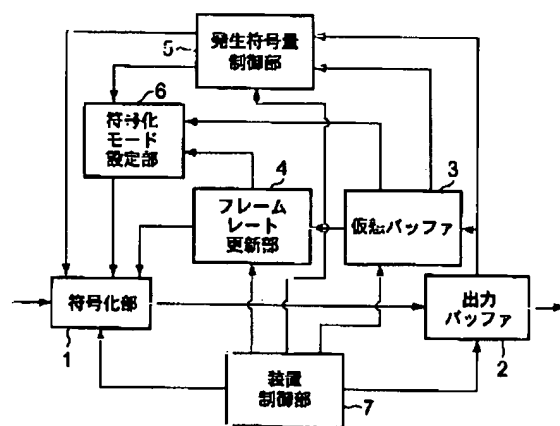 発生符号量
制御部
5
6
符号化
モード
設定部
4
フレーム
レート
更新部
3
仮想バッファ
符号化部
1
出力
バッファ
2
装置
制御部
7